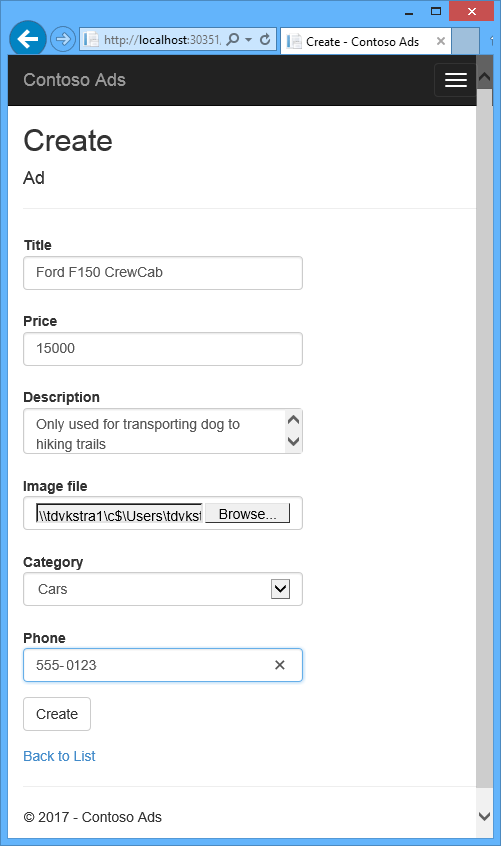 http://localhost:30351,
Create - Contoso Ads
Contoso Ads
Create
Ad
Title
Ford F150 CrewCab
Price
15000
Description
Only used for transporting dog to
hiking trails
Image file
\\tdvkstra1\c$\Users\tdvkst
Browse...
Category
Cars
Phone
555-0123
Create
Back to List
© 2017 - Contoso Ads